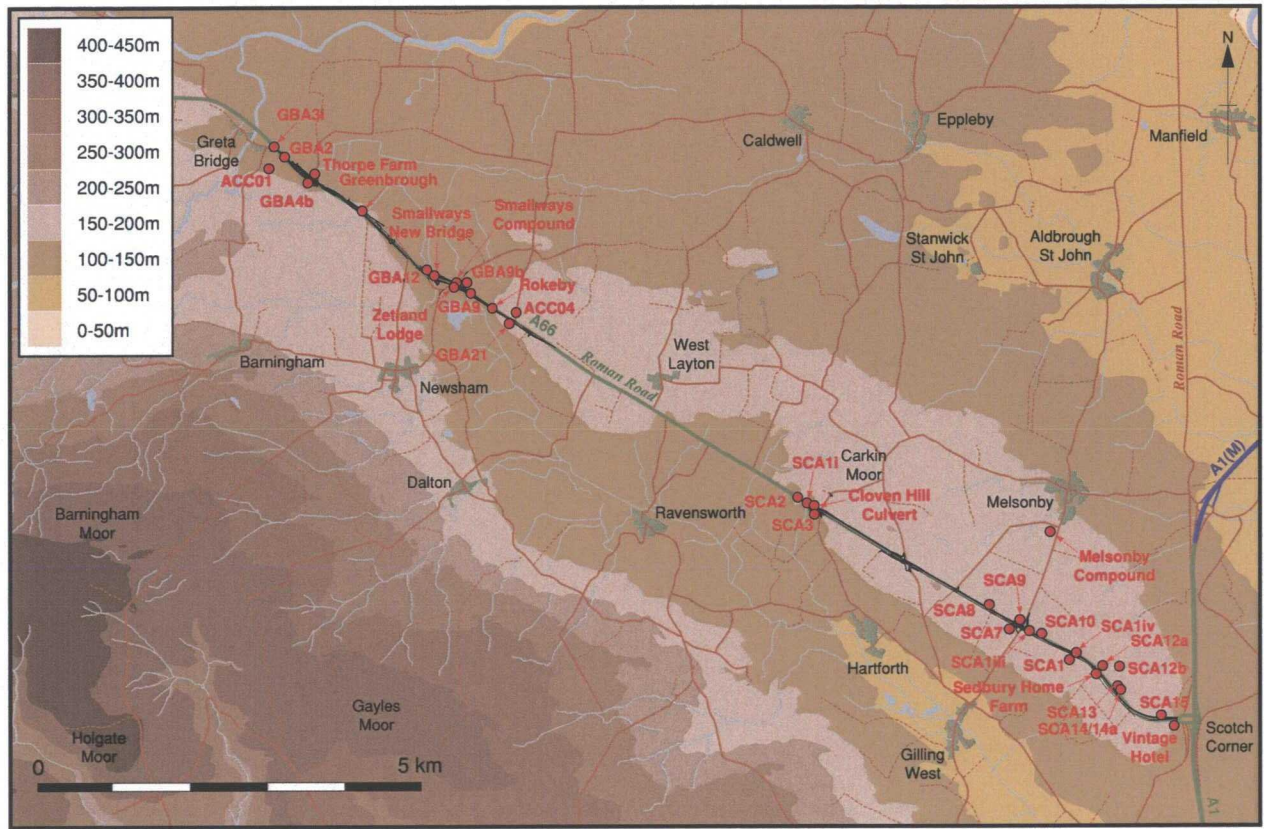 400-450m
350-400m
300-350m
250-300m
200-250m
150-200m
100-150m
50-100m
0-50m
N
GBA3i
Greta
Bridge
GBA2
Thorpe Farm
Greenbrough
ACC01
GBA4b
Caldwell
Eppleby
Manfield
Smallways
New Bridge
Smallways
Compound
Stanwick
St John
Aldbrough
St John
GBA12
GBA9b
GBA9
Rokeby
ACC04
Zetland
Lodge
A66
GBA21
Roman Road
Roman Road
West
Layton
Barningham
Newsham
A1(M)
Carkin
Moor
SCA1i
Dalton
SCA2
Cloven Hill
Culvert
SCA3
Melsonby
Ravensworth
Barningham
Moor
Melsonby
Compound
SCA9
SCA8
SCA7
SCA10
SCA1iv
SCA12a
SCA1iii
SCA1
SCA12b
Hartforth
Sedbury Home
Farm
SCA13
SCA14/14a
SCA15
Vintage
Hotel
Scotch
Corner
Gayles
Moor
Holgate
Moor
Gilling
West
0
5 km
A1